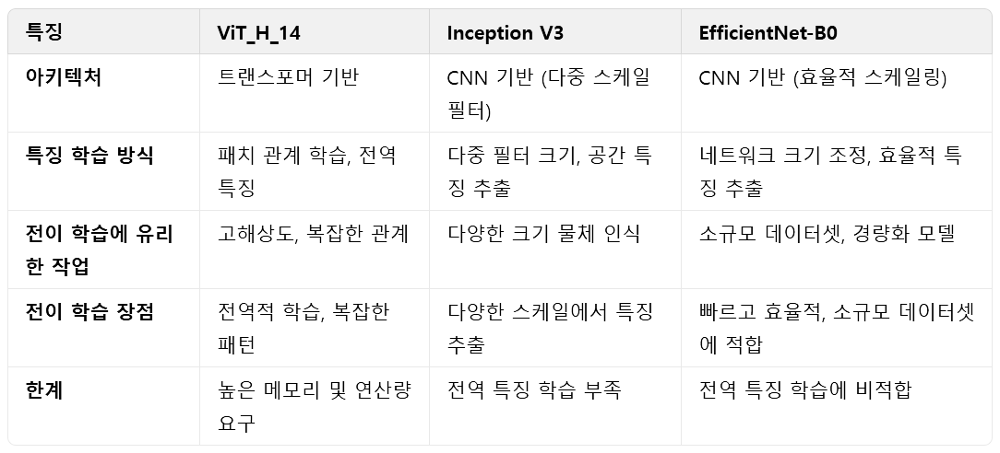 특징 ViT_H_14 Inception V3 EfficientNet-B0
아키텍처 트랜스포머 기반 CNN 기반 (다중 스케일 CNN 기반 (효율적 스케일링)
필터)
특징 학습 방식 패치 관계 학습, 전역 다중 필터 크기, 공간 특 네트워크 크기 조정, 효율적 특
특징 징 추출 징 추출
전이 학습에 유리 고해상도, 복잡한 관계 다양한 크기 물체 인식 소규모 데이터셋, 경량화 모델
한 작업
전이 학습 장점 전역적 학습, 복잡한 다양한 스케일에서 특징 빠르고 효율적, 소규모 데이터셋
패턴 추출 에 적합
한계 높은 메모리 및 연산량 전역 특징 학습 부족 전역 특징 학습에 비적합
요구